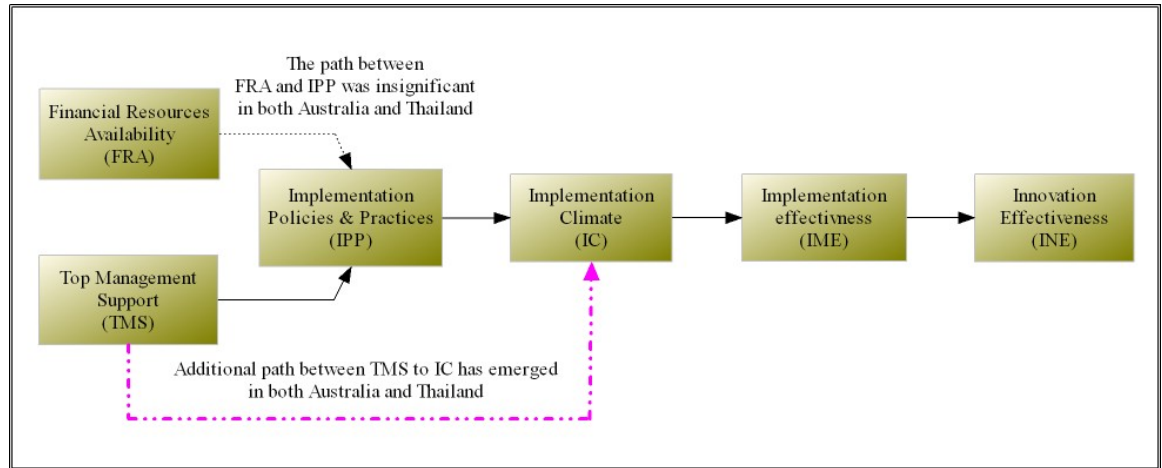 The path between
FRA and IPP was insignificant
in both Australia and Thailand
Financial Resources
Availability
(FRA)
Implementation
Policies & Practices
(IPP)
Implementation
Climate
(IC)
Implementation
effectivness
(IME)
Innovation
Effectiveness
(INE)
Top Management
Support
(TMS)
Additional path between TMS to IC has emerged
in both Australia and Thailand